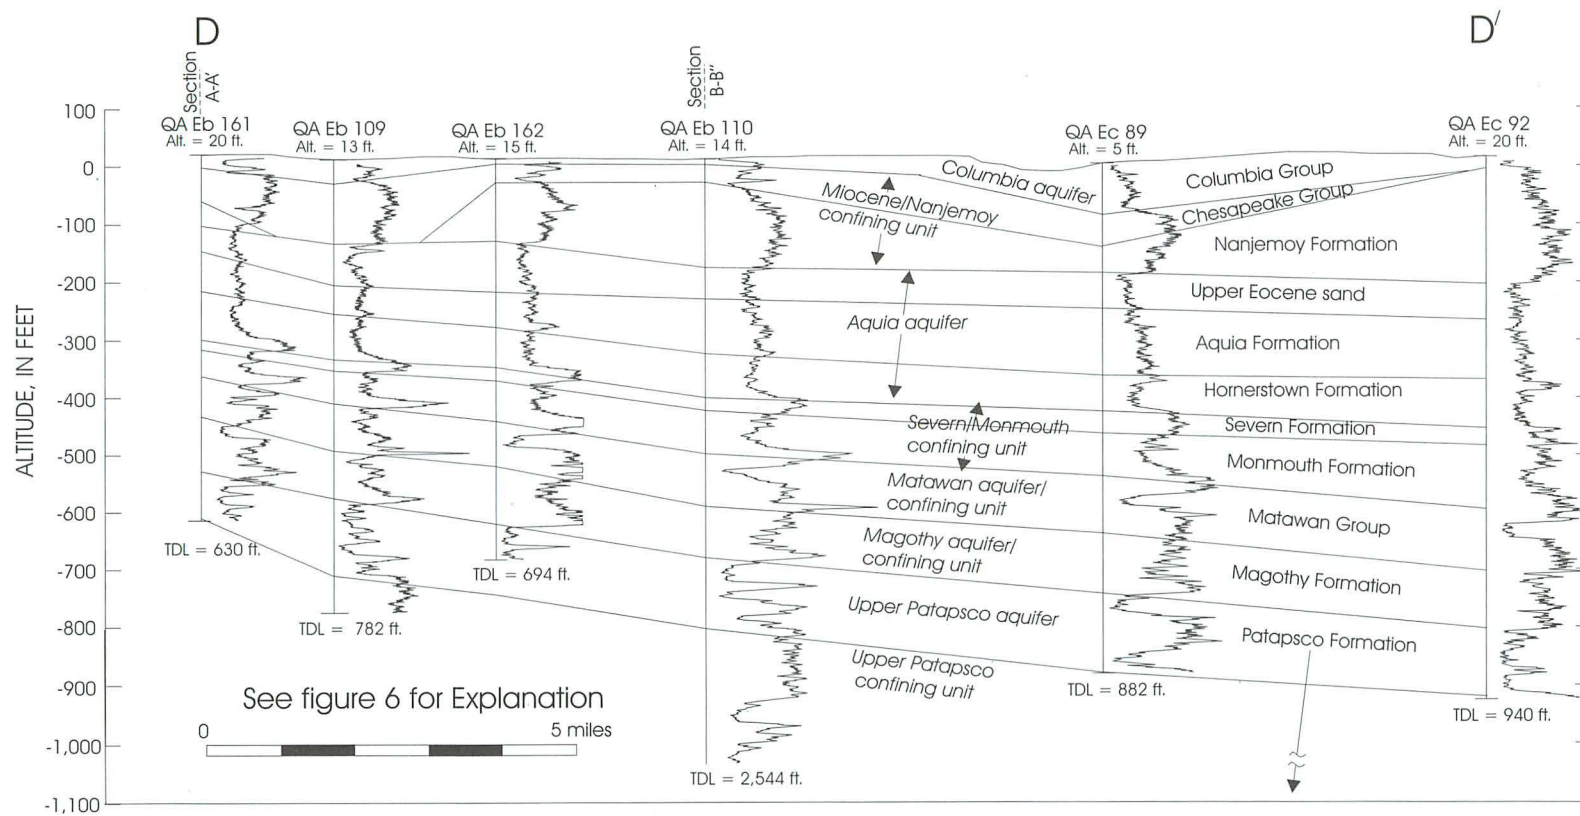 D
D′
Section
A-A′
Section
B-B″
QA Eb 161
Alt. = 20 ft.
QA Eb 109
Alt. = 13 ft.
QA Eb 162
Alt. = 15 ft.
QA Eb 110
Alt. = 14 ft.
QA Ec 89
Alt. = 5 ft.
QA Ec 92
Alt. = 20 ft.
ALTITUDE, IN FEET
100
0
-100
-200
-300
-400
-500
-600
-700
-800
-900
-1,000
-1,100
Columbia aquifer
Miocene/Nanjemoy
confining unit
Aquia aquifer
Severn/Monmouth
confining unit
Matawan aquifer/
confining unit
Magothy aquifer/
confining unit
Upper Patapsco aquifer
Upper Patapsco
confining unit
Columbia Group
Chesapeake Group
Nanjemoy Formation
Upper Eocene sand
Aquia Formation
Hornerstown Formation
Severn Formation
Monmouth Formation
Matawan Group
Magothy Formation
Patapsco Formation
TDL = 630 ft.
TDL = 782 ft.
TDL = 694 ft.
TDL = 2,544 ft.
TDL = 882 ft.
TDL = 940 ft.
See figure 6 for Explanation
0
5 miles